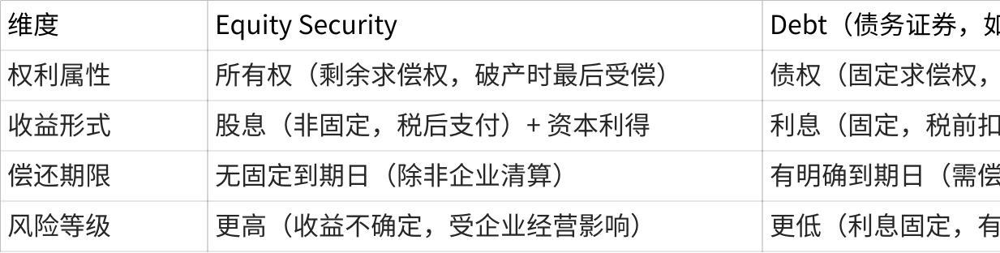 维度 Equity Security Debt（债务证券，如
权利属性 所有权（剩余求偿权，破产时最后受偿） 债权（固定求偿权，
收益形式 股息（非固定，税后支付）+ 资本利得 利息（固定，税前扣
偿还期限 无固定到期日（除非企业清算） 有明确到期日（需偿
风险等级 更高（收益不确定，受企业经营影响） 更低（利息固定，有